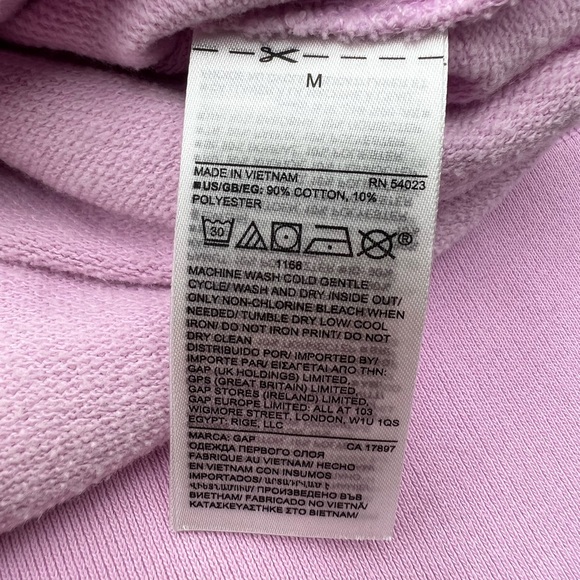 M
MADE IN VIETNAM RN 54023
■US/GB/EG: 90% COTTON, 10%
POLYESTER
30 ®
1168
MACHINE WASH COLD GENTLE
CYCLE/ WASH AND DRY INSIDE OUT/
ONLY NON-CHLORINE BLEACH WHEN
NEEDED/ TUMBLE DRY LOW/ COOL
IRON/ DO NOT IRON PRINT/ DO NOT
DRY CLEAN
DISTRIBUIDO POR/ IMPORTED BY/
IMPORTE PAR/ ΕΙΣΑΓΕΤΑΙ ΑΠΟ ΤΗΝ:
GAP (UK HOLDINGS) LIMITED,
GPS (GREAT BRITAIN) LIMITED,
GAP STORES (IRELAND) LIMITED,
GAP EUROPE LIMITED: ALL AT 103
WIGMORE STREET, LONDON, W1U 1QS
EGYPT: RIGE, LLC
MARCA: GAP CA 17897
ОДЕЖДА ПЕРВОГО СЛОЯ
FABRIQUE AU VIETNAM/ HECHO
EN VIETNAM CON INSUMOS
IMPORTADOS/ ԱՐՏԱԴՐՎԱԾ Է
ՎԻԵՏՆԱՄՈՒՄ/ ПРОИЗВЕДЕНО ВЪВ
ВИЕТНАМ/ FABRICADO NO VIETNÃ/
ΚΑΤΑΣΚΕΥΑΣΤΗΚΕ ΣΤΟ ΒΙΕΤΝΑΜ/